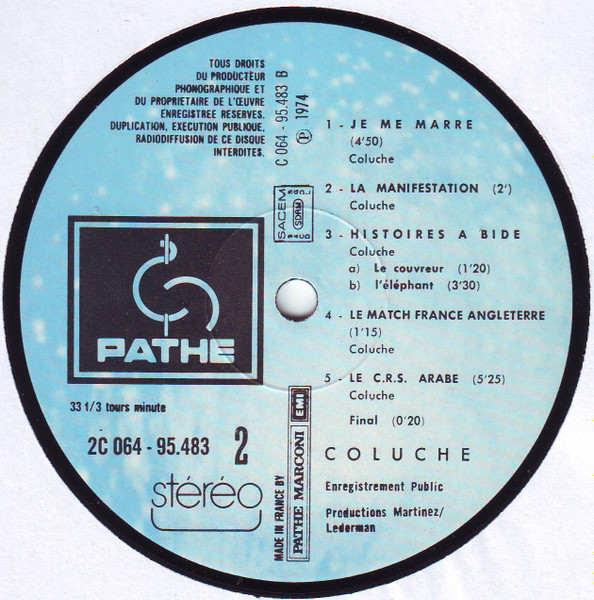 TOUS DROITS
DU PRODUCTEUR
PHONOGRAPHIQUE ET
DU PROPRIETAIRE DE L'ŒUVRE
ENREGISTREE RESERVES.
DUPLICATION, EXECUTION PUBLIQUE,
RADIODIFFUSION DE CE DISQUE
INTERDITES.
C 064 - 95.483 B
Ⓟ 1974
SACEM
SDRM
1 - JE ME MARRE
(4'50)
Coluche
2 - LA MANIFESTATION (2')
Coluche
3 - HISTOIRES A BIDE
Coluche
a) Le couvreur (1'20)
b) l'éléphant (3'30)
4 - LE MATCH FRANCE ANGLETERRE
(1'15)
Coluche
5 - LE C.R.S. ARABE (5'25)
Coluche
Final (0'20)
COLUCHE
Enregistrement Public
Productions Martinez/
Lederman
PATHE
33 1/3 tours minute
2C 064 - 95.483 2
stéréo
MADE IN FRANCE BY
PATHE MARCONI EMI